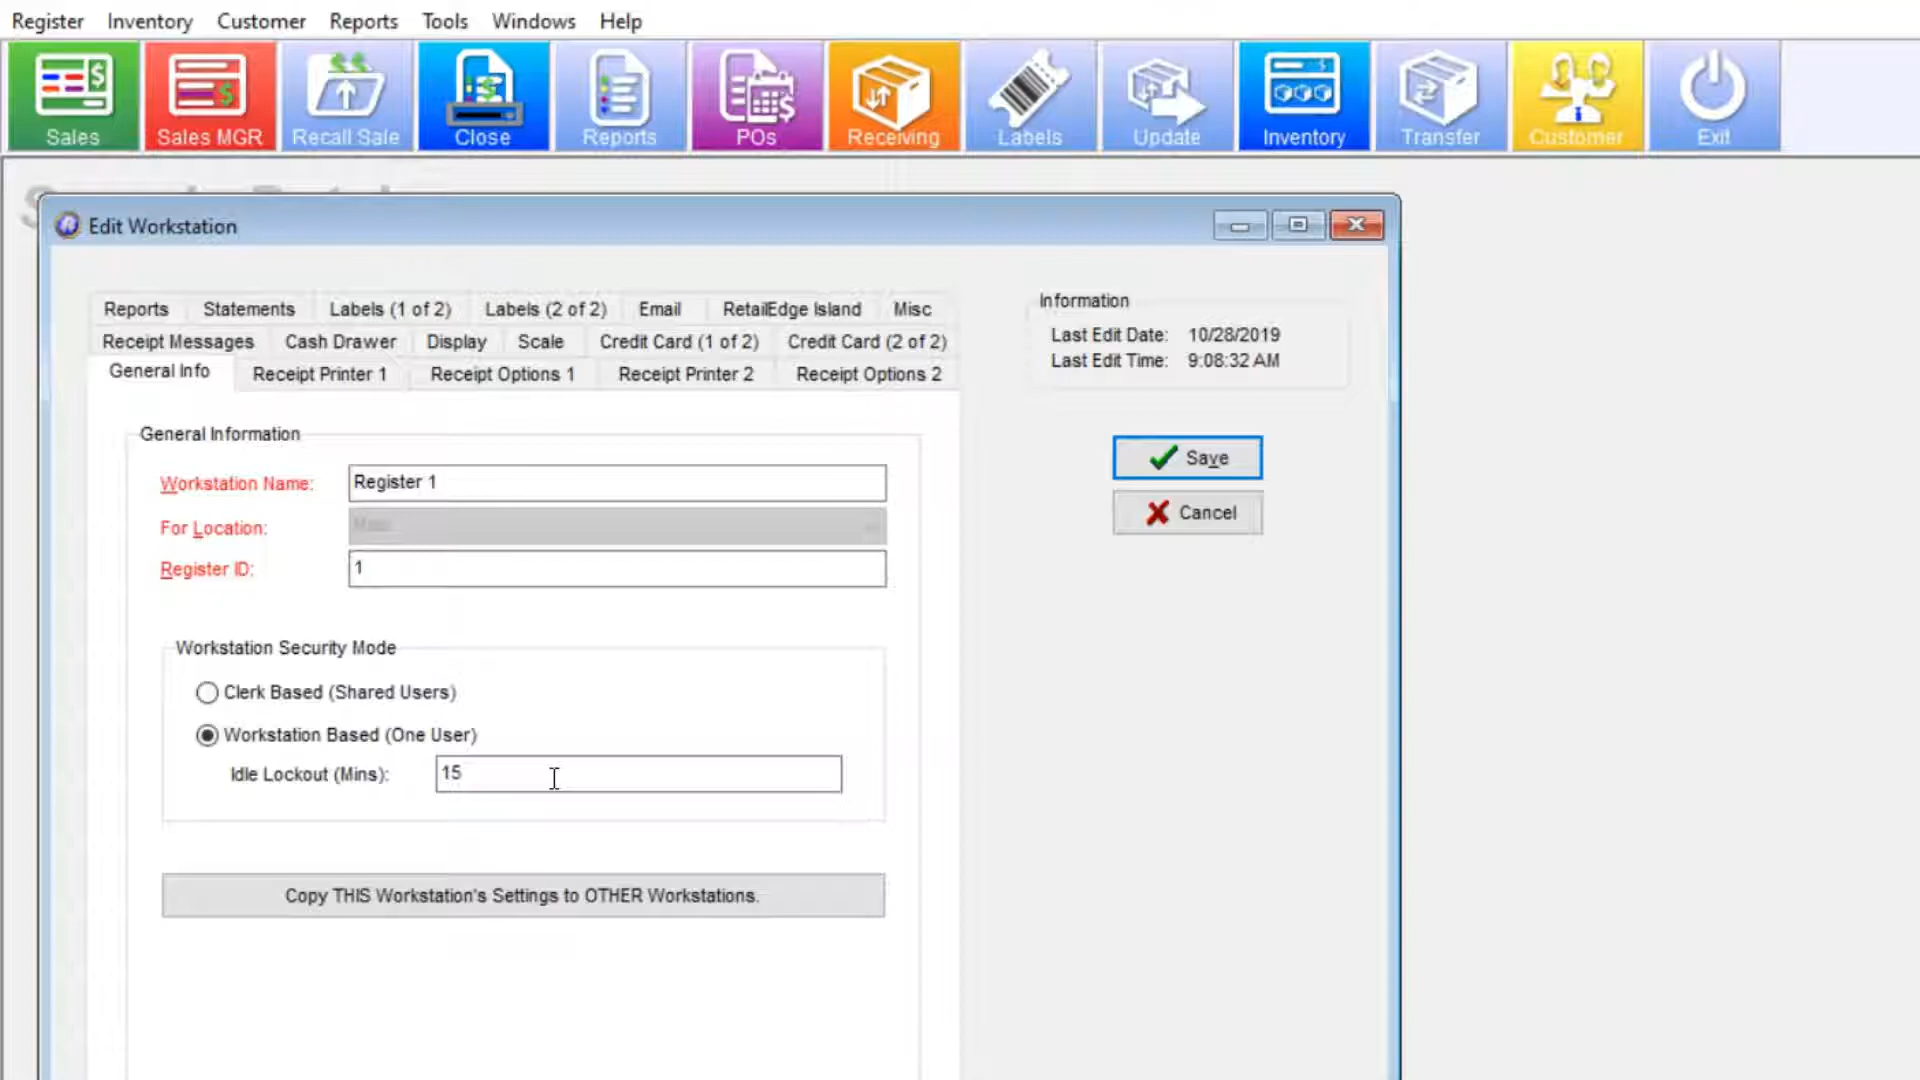 Register Inventory Customer Reports Tools Windows Help
Sales Sales MGR Recall Sale Close Reports POs Receiving Labels Update Inventory Transfer Customer Exit
Edit Workstation
Reports Statements Labels (1 of 2) Labels (2 of 2) Email RetailEdge Island Misc
Receipt Messages Cash Drawer Display Scale Credit Card (1 of 2) Credit Card (2 of 2)
General Info Receipt Printer 1 Receipt Options 1 Receipt Printer 2 Receipt Options 2
Information
Last Edit Date: 10/28/2019
Last Edit Time: 9:08:32 AM
Save
Cancel
General Information
Workstation Name: Register 1
For Location:
Register ID: 1
Workstation Security Mode
Clerk Based (Shared Users)
Workstation Based (One User)
Idle Lockout (Mins): 15
Copy THIS Workstation's Settings to OTHER Workstations.